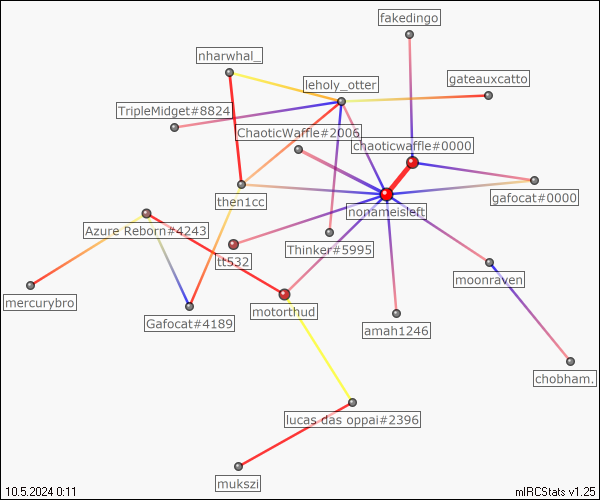 fakedingo
nharwhal_
leholy_otter
gateauxcatto
TripleMidget#8824
ChaoticWaffle#2006
chaoticwaffle#0000
then1cc
nonameisleft
gafocat#0000
Azure Reborn#4243
Thinker#5995
tt532
moonraven
mercurybro
motorthud
Gafocat#4189
amah1246
chobham.
lucas das oppai#2396
mukszi
10.5.2024 0:11
mIRCStats v1.25